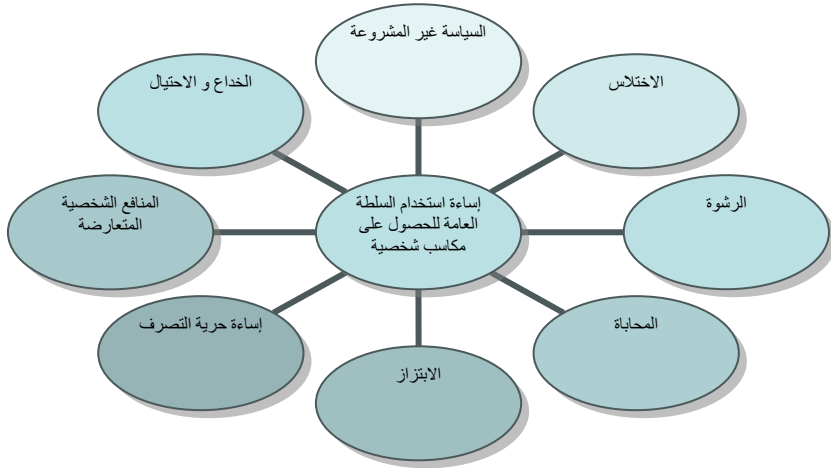 السياسة غير المشروعة
الاختلاس
الرشوة
المحاباة
الابتزاز
إساءة حرية التصرف
المنافع الشخصية
المتعارضة
الخداع و الاحتيال
إساءة استخدام السلطة
العامة للحصول على
مكاسب شخصية